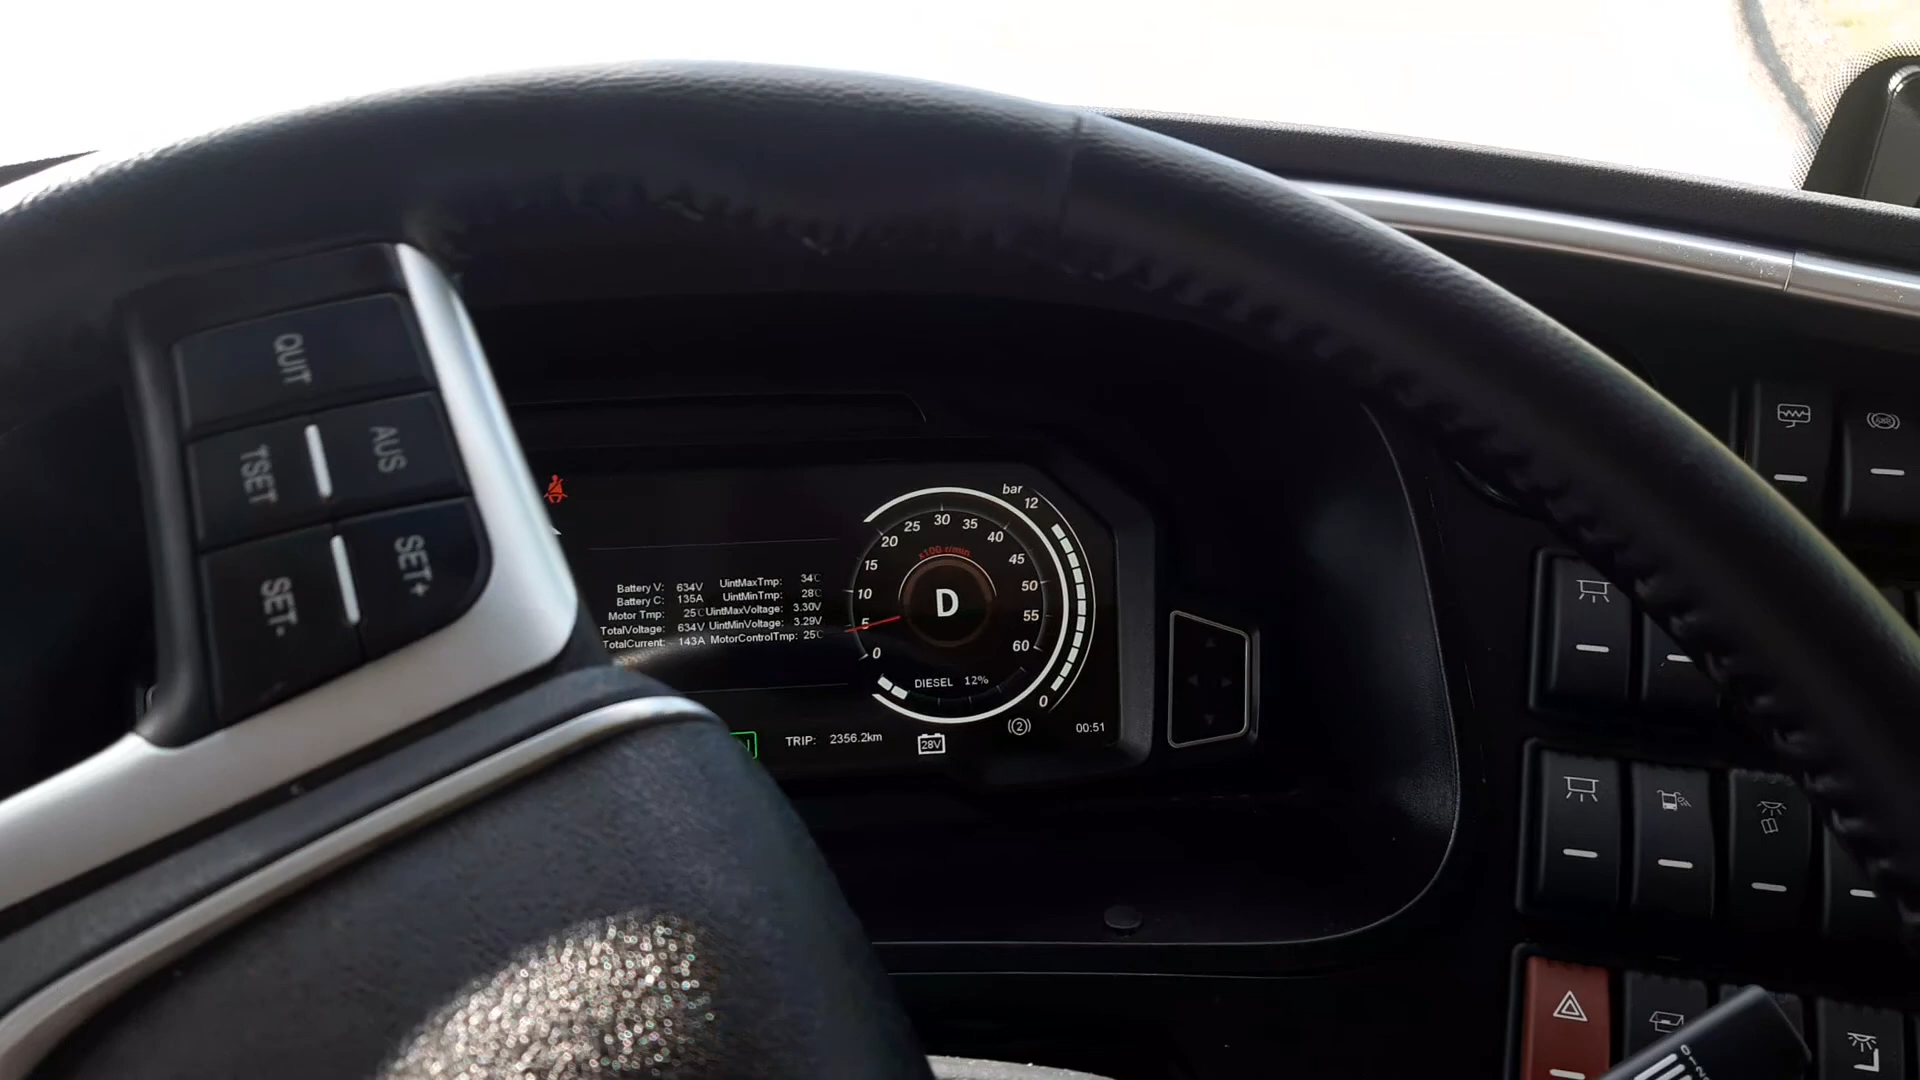 QUIT
TSET AUS
SET- SET+
Battery V: 634V UintMaxTmp: 34℃
Battery C: 135A UintMinTmp: 28℃
Motor Tmp: 25℃ UintMaxVoltage: 3.30V
TotalVoltage: 634V UintMinVoltage: 3.29V
TotalCurrent: 143A MotorControlTmp: 25℃
bar
12
0
0 5 10 15 20 25 30 35 40 45 50 55 60
x100 r/min
D
DIESEL 12%
TRIP: 2356.2km
28V
(2)
00:51